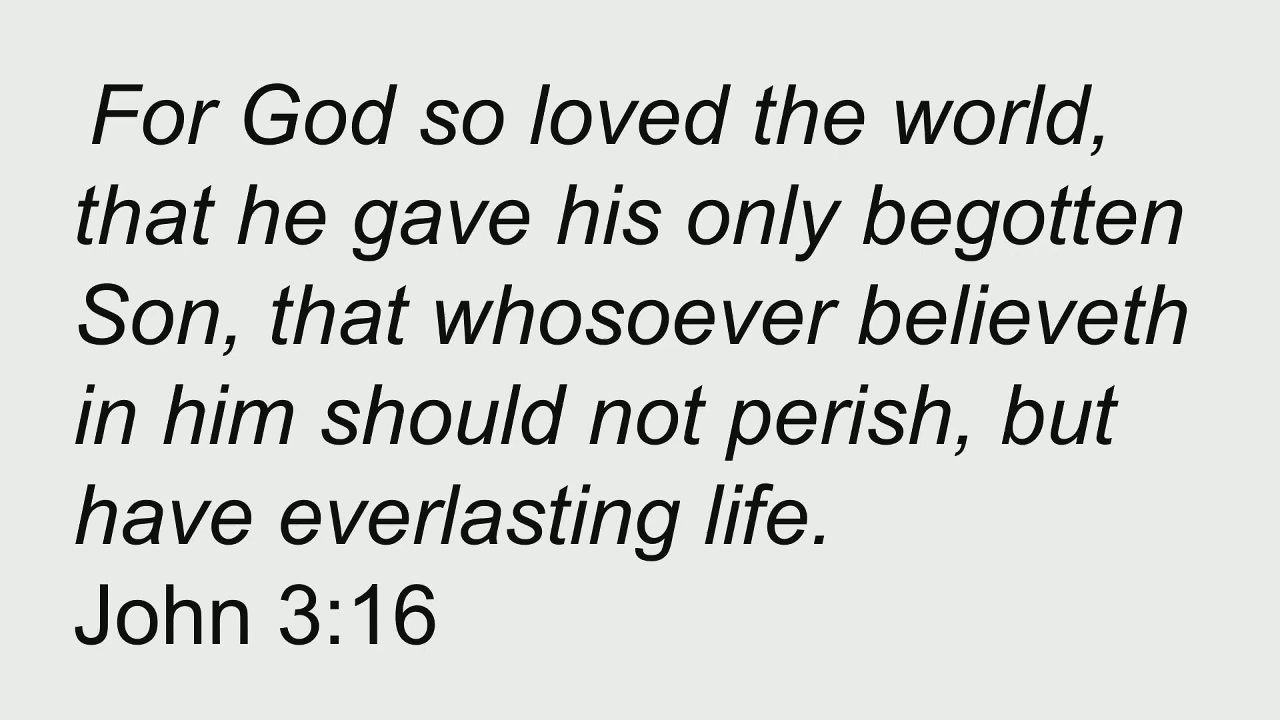 For God so loved the world,
that he gave his only begotten
Son, that whosoever believeth
in him should not perish, but
have everlasting life.
John 3:16